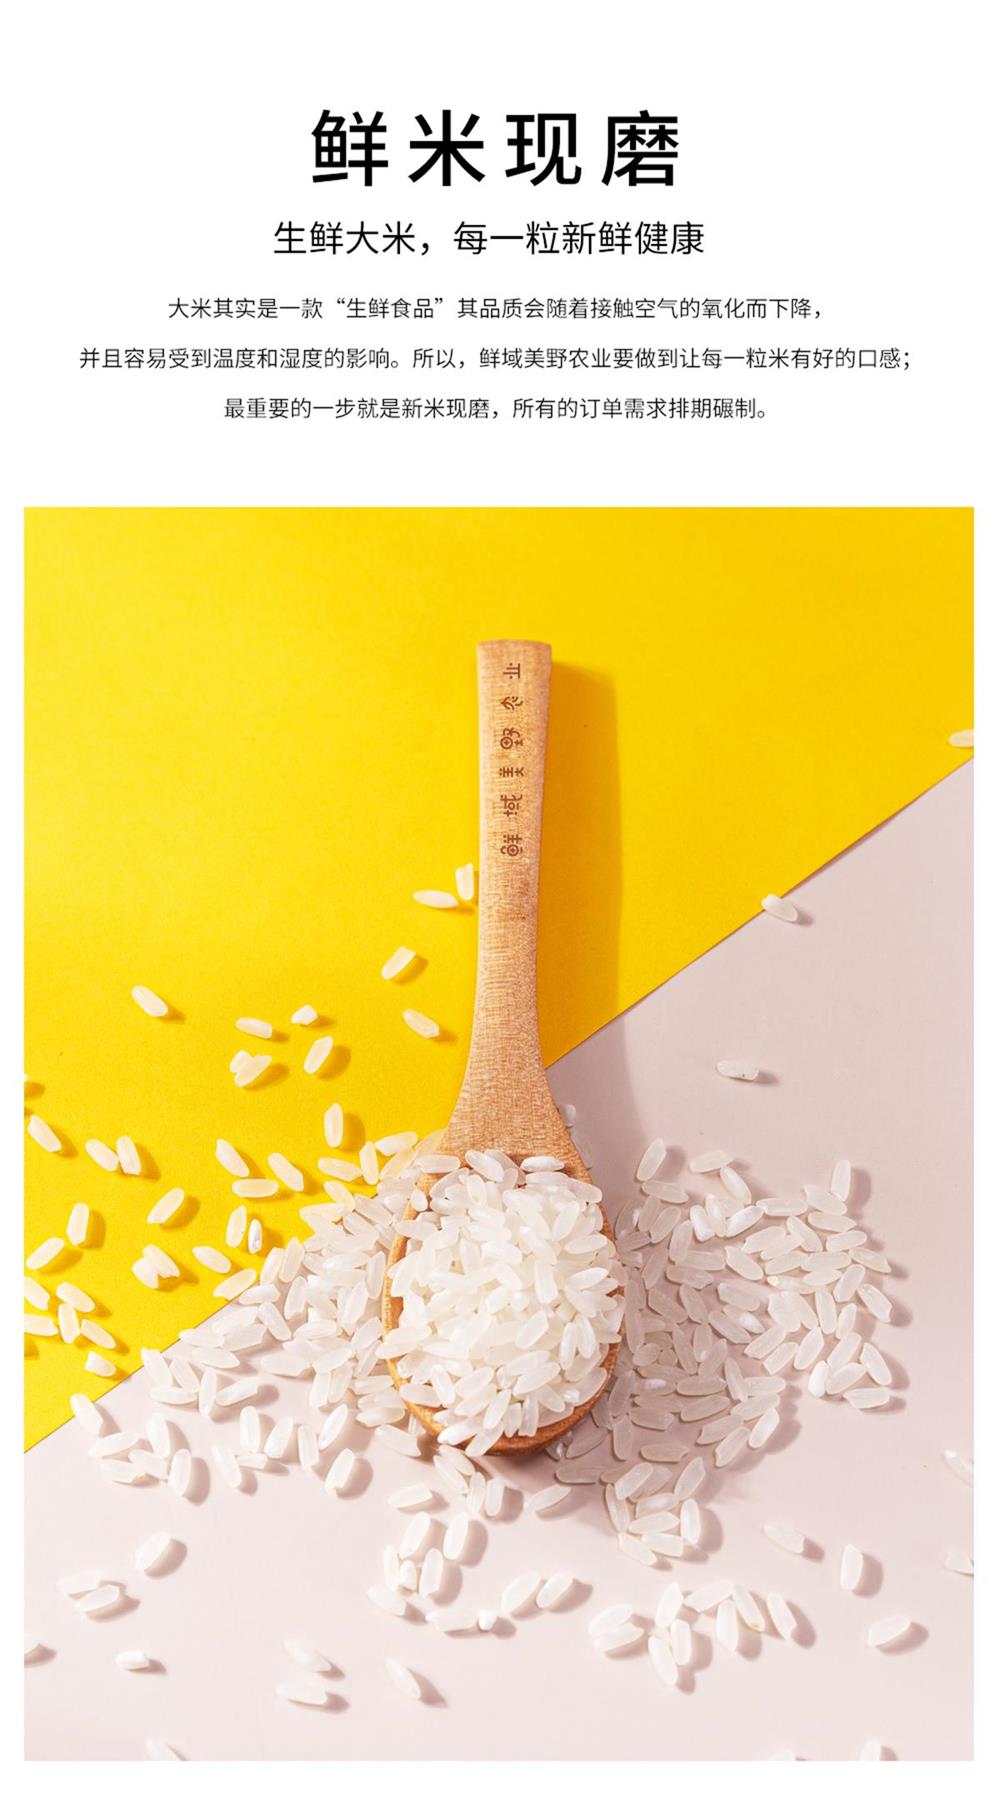 鲜米现磨
生鲜大米，每一粒新鲜健康
大米其实是一款“生鲜食品”其品质会随着接触空气的氧化而下降，
并且容易受到温度和湿度的影响。所以，鲜域美野农业要做到让每一粒米有好的口感；
最重要的一步就是新米现磨，所有的订单需求排期碾制。
鲜域美野农业